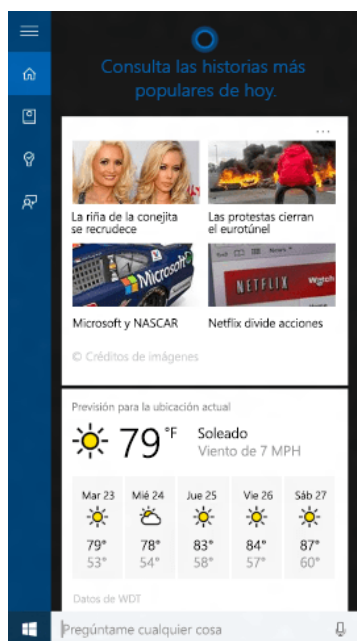 Consulta las historias más
populares de hoy.
...
La riña de la conejita
se recrudece
Las protestas cierran
el eurotúnel
Microsoft
NETFLIX
Watch
Microsoft y NASCAR
Netflix divide acciones
© Créditos de imágenes
Previsión para la ubicación actual
79 °F
Soleado
Viento de 7 MPH
Mar 23 Mié 24 Jue 25 Vie 26 Sáb 27
79° 78° 83° 84° 87°
53° 54° 58° 57° 60°
Datos de WDT
Pregúntame cualquier cosa